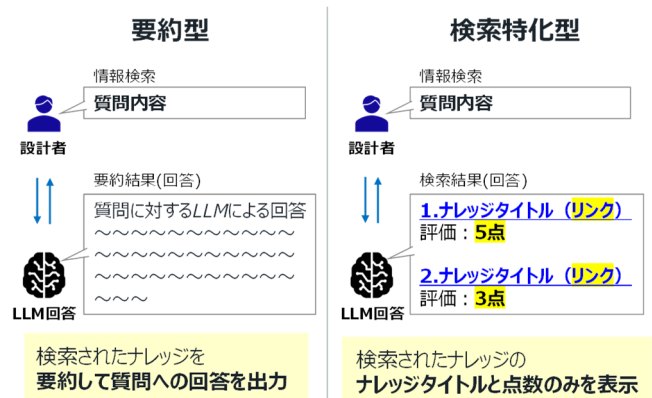 要約型
情報検索
質問内容
設計者
要約結果(回答)
質問に対するLLMによる回答
～～～～～～～～～～～
～～～～～～～～～～～
～～～～～～～～～～～
～～～
LLM回答
検索されたナレッジを
要約して質問への回答を出力
検索特化型
情報検索
質問内容
設計者
検索結果(回答)
1.ナレッジタイトル（リンク）
評価：5点
2.ナレッジタイトル（リンク）
評価：3点
LLM回答
検索されたナレッジの
ナレッジタイトルと点数のみを表示